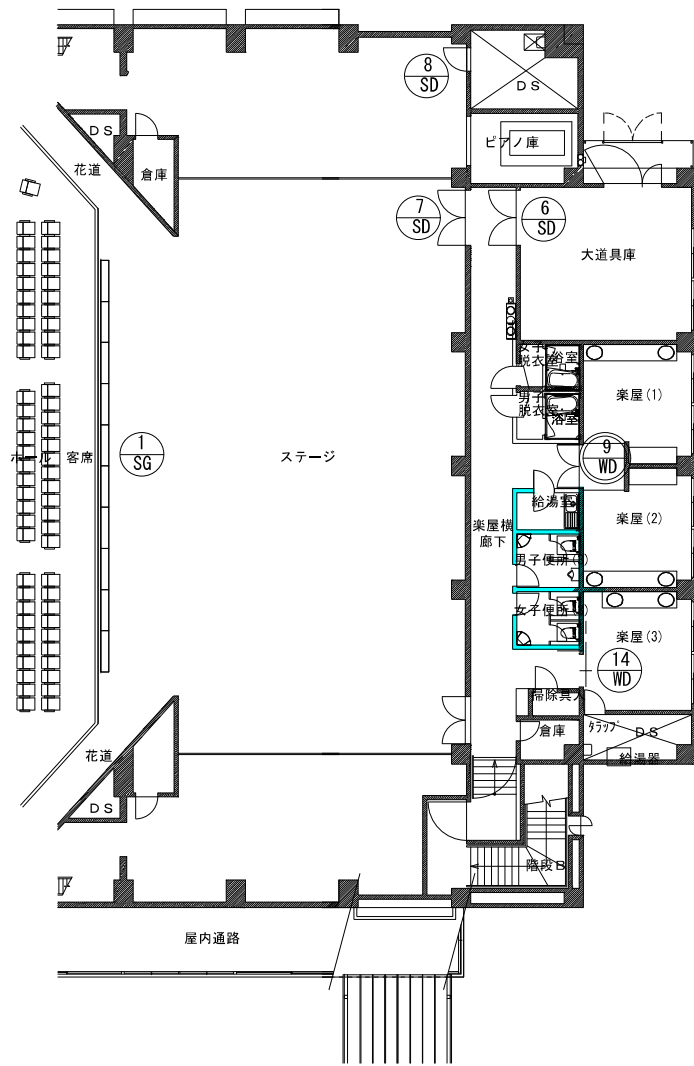 8
SD
DS
ピアノ庫
DS
花道
倉庫
7
SD
6
SD
大道具庫
女子
脱衣室
浴室
男子
脱衣室
浴室
楽屋(1)
1
SG
ホール
客席
ステージ
9
WD
給湯室
楽屋横
廊下
楽屋(2)
男子便所(
女子便所(
楽屋(3)
14
WD
掃除具入
倉庫
タラップ
DS
給湯器
花道
DS
階段B
屋内通路